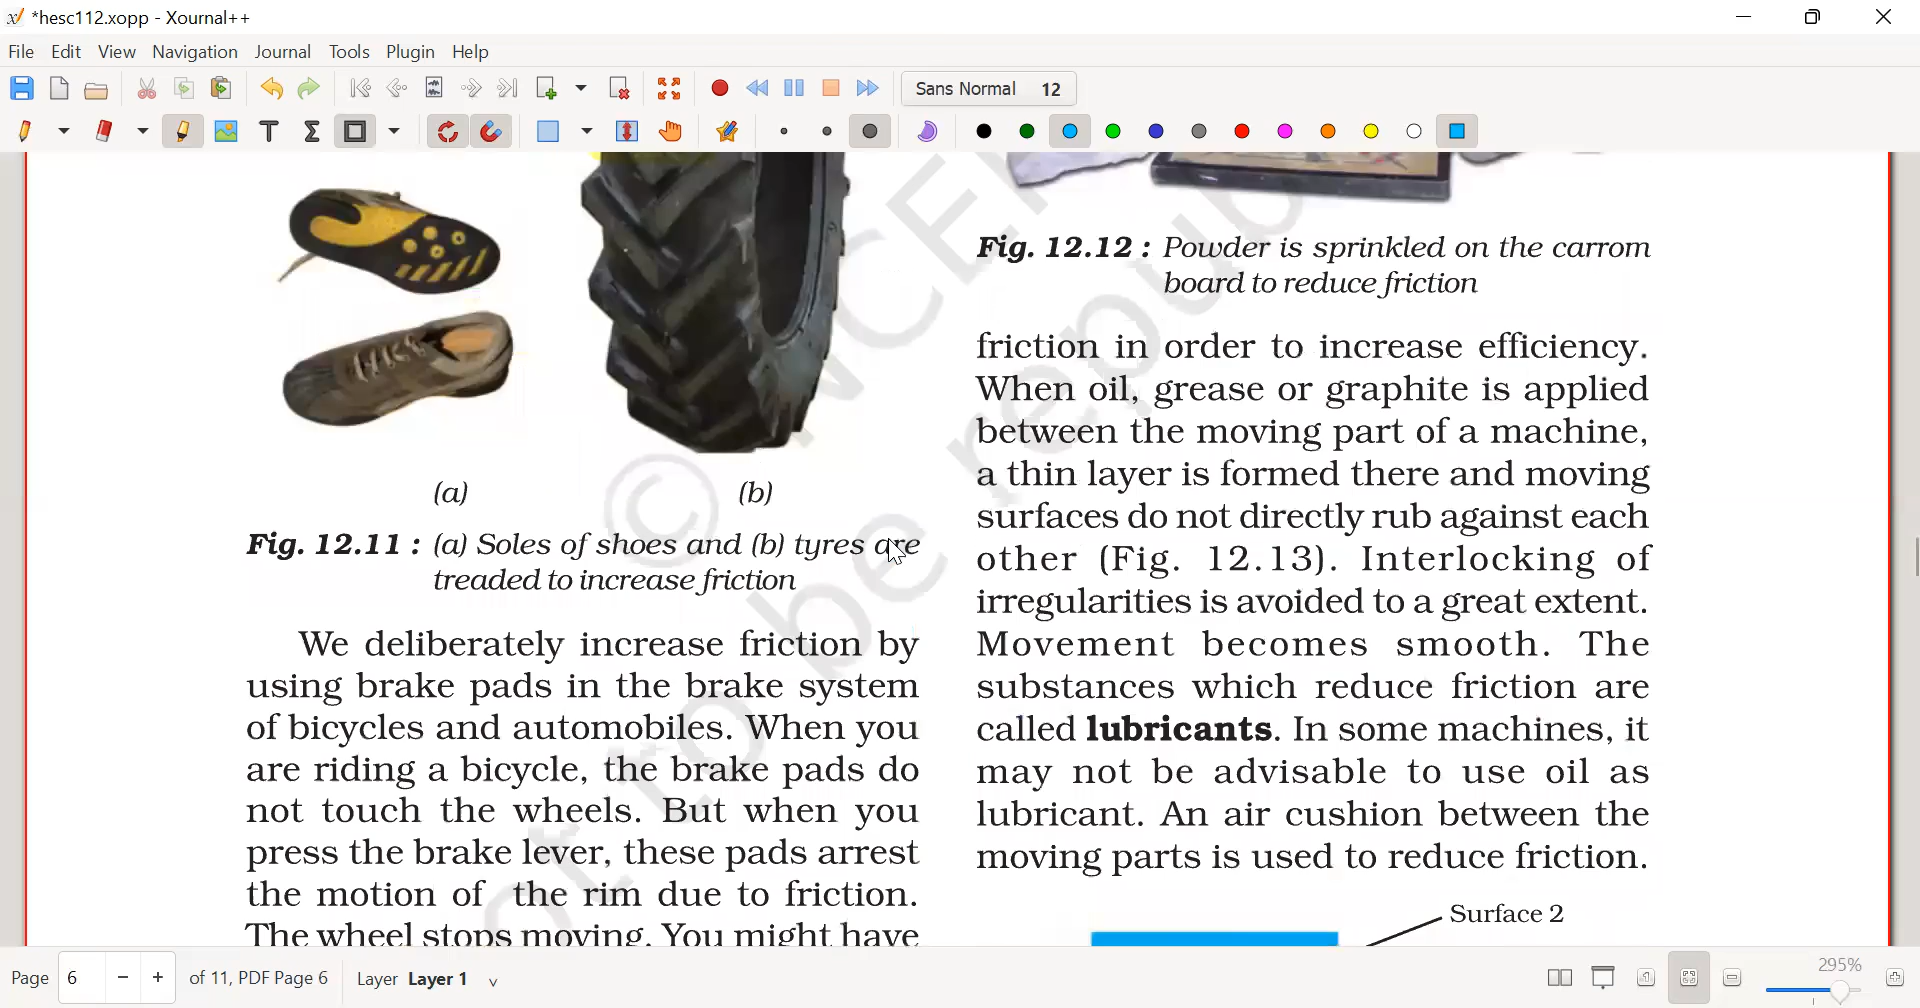 *hesc112.xopp - Xournal++
File Edit View Navigation Journal Tools Plugin Help
Sans Normal 12
(a) (b)
Fig. 12.11 : (a) Soles of shoes and (b) tyres are
treaded to increase friction
We deliberately increase friction by
using brake pads in the brake system
of bicycles and automobiles. When you
are riding a bicycle, the brake pads do
not touch the wheels. But when you
press the brake lever, these pads arrest
the motion of the rim due to friction.
The wheel stops moving. You might have
Fig. 12.12 : Powder is sprinkled on the carrom
board to reduce friction
friction in order to increase efficiency.
When oil, grease or graphite is applied
between the moving part of a machine,
a thin layer is formed there and moving
surfaces do not directly rub against each
other (Fig. 12.13). Interlocking of
irregularities is avoided to a great extent.
Movement becomes smooth. The
substances which reduce friction are
called lubricants. In some machines, it
may not be advisable to use oil as
lubricant. An air cushion between the
moving parts is used to reduce friction.
Surface 2
Page 6 − + of 11, PDF Page 6 Layer Layer 1
295%